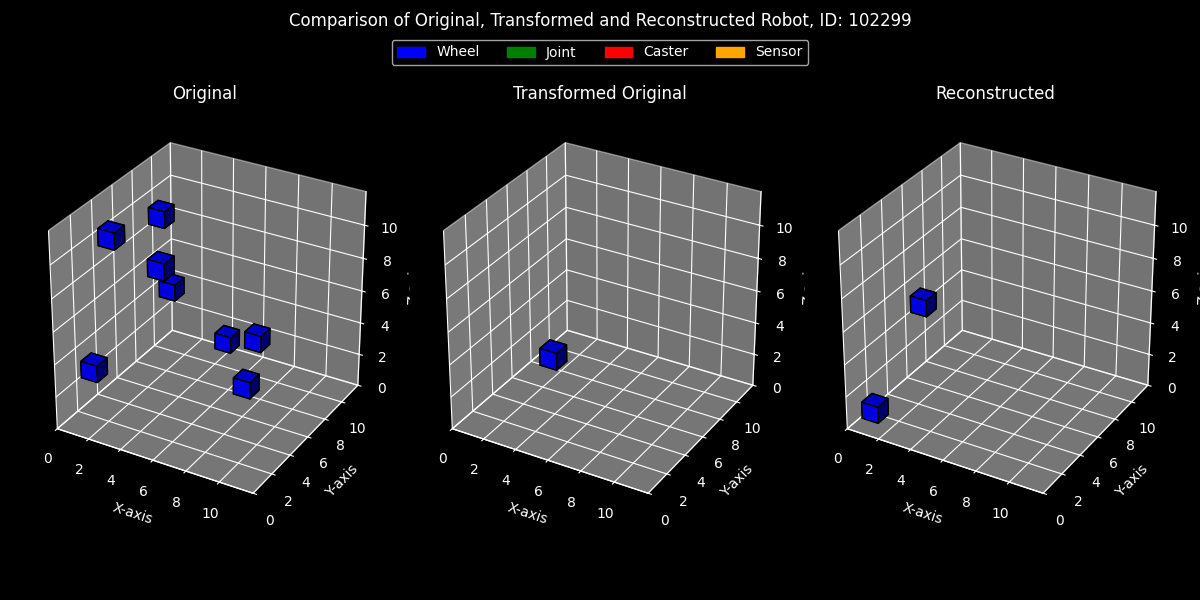 Comparison of Original, Transformed and Reconstructed Robot, ID: 102299
Wheel Joint Caster Sensor
Original Transformed Original Reconstructed
10 10 10
8 8 8
6 6 6
4 4 4
2 2 2
0 0 0
0 2 4 6 8 10 0 2 4 6 8 10 0 2 4 6 8 10
0 2 4 6 8 10 0 2 4 6 8 10 0 2 4 6 8 10
X-axis Y-axis X-axis Y-axis X-axis Y-axis